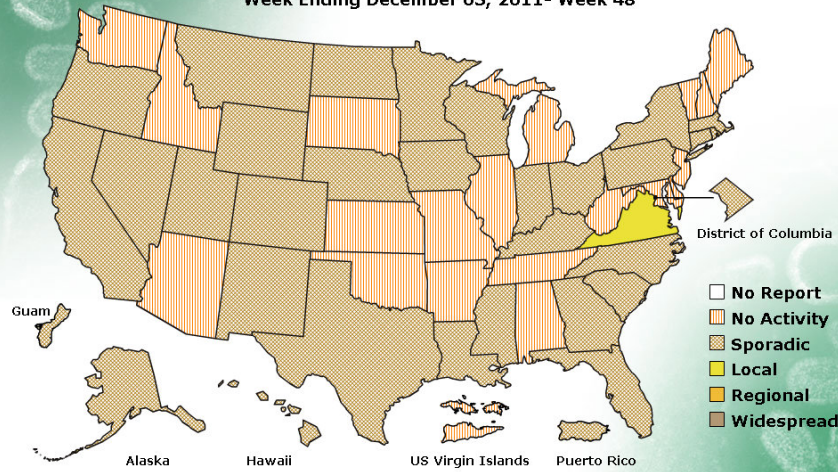 Week Ending December 03, 2011- Week 48
District of Columbia
No Report
No Activity
Sporadic
Local
Regional
Widespread
Guam
Alaska
Hawaii
US Virgin Islands
Puerto Rico